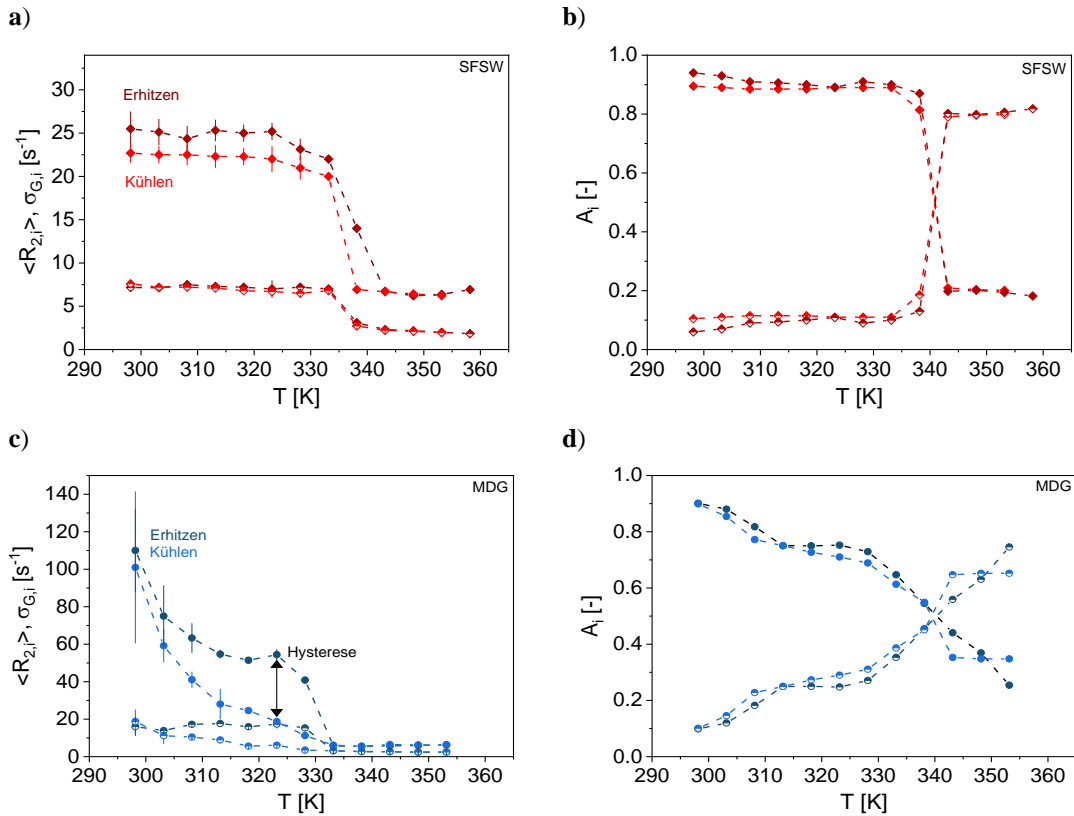 a)
SFSW
Erhitzen
Kühlen
<R2,i>, σG,i [s-1]
30
25
20
15
10
5
0
290 300 310 320 330 340 350 360
T [K]
b)
SFSW
Ai [-]
1.0
0.8
0.6
0.4
0.2
0.0
290 300 310 320 330 340 350 360
T [K]
c)
MDG
Erhitzen
Kühlen
Hysterese
<R2,i>, σG,i [s-1]
140
120
100
80
60
40
20
0
290 300 310 320 330 340 350 360
T [K]
d)
MDG
Ai [-]
1.0
0.8
0.6
0.4
0.2
0.0
290 300 310 320 330 340 350 360
T [K]